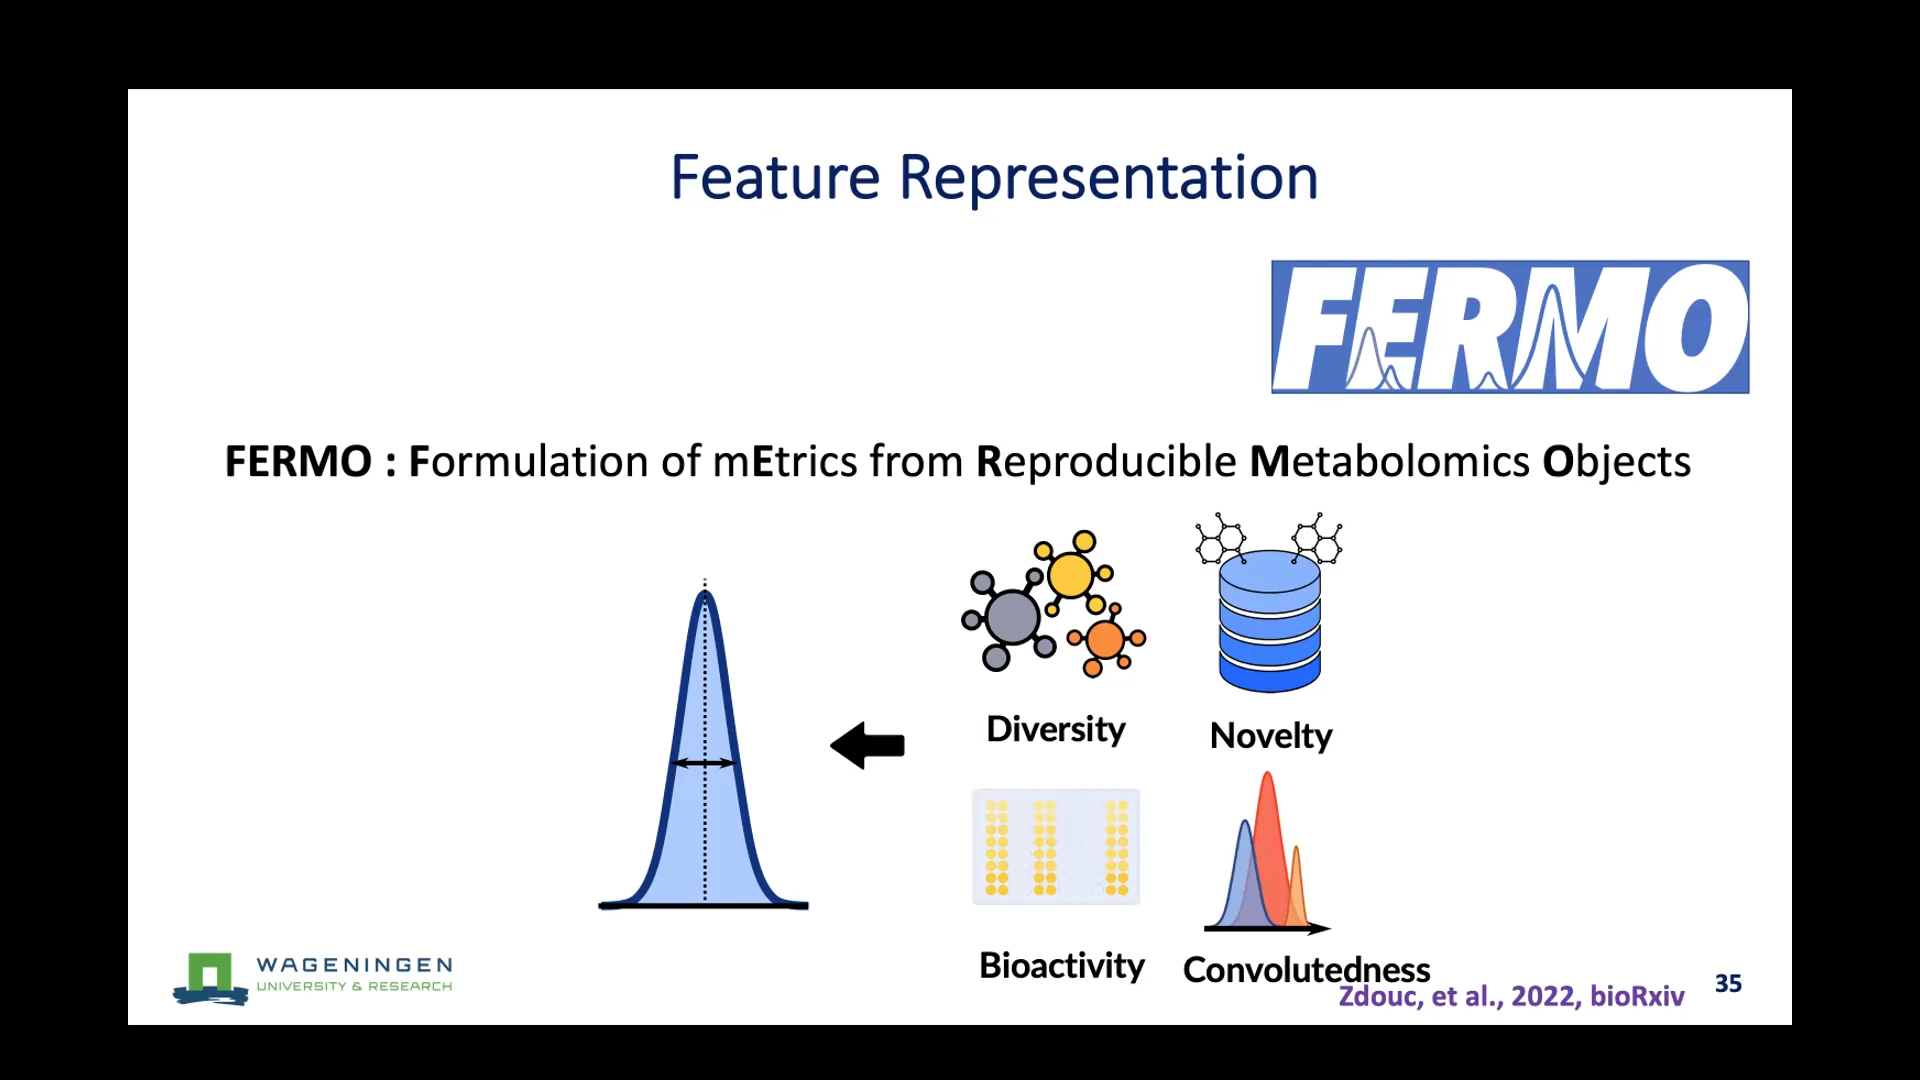 Feature Representation
FERMO
FERMO : Formulation of mEtrics from Reproducible Metabolomics Objects
Diversity
Novelty
Bioactivity
Convolutedness
WAGENINGEN
UNIVERSITY & RESEARCH
Zdouc, et al., 2022, bioRxiv
35